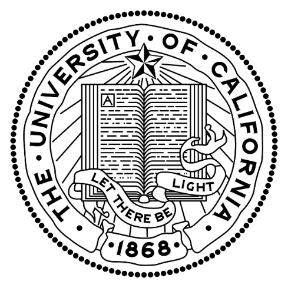 · THE · UNIVERSITY · OF · CALIFORNIA ·
A
LET THERE BE LIGHT
· 1868 ·